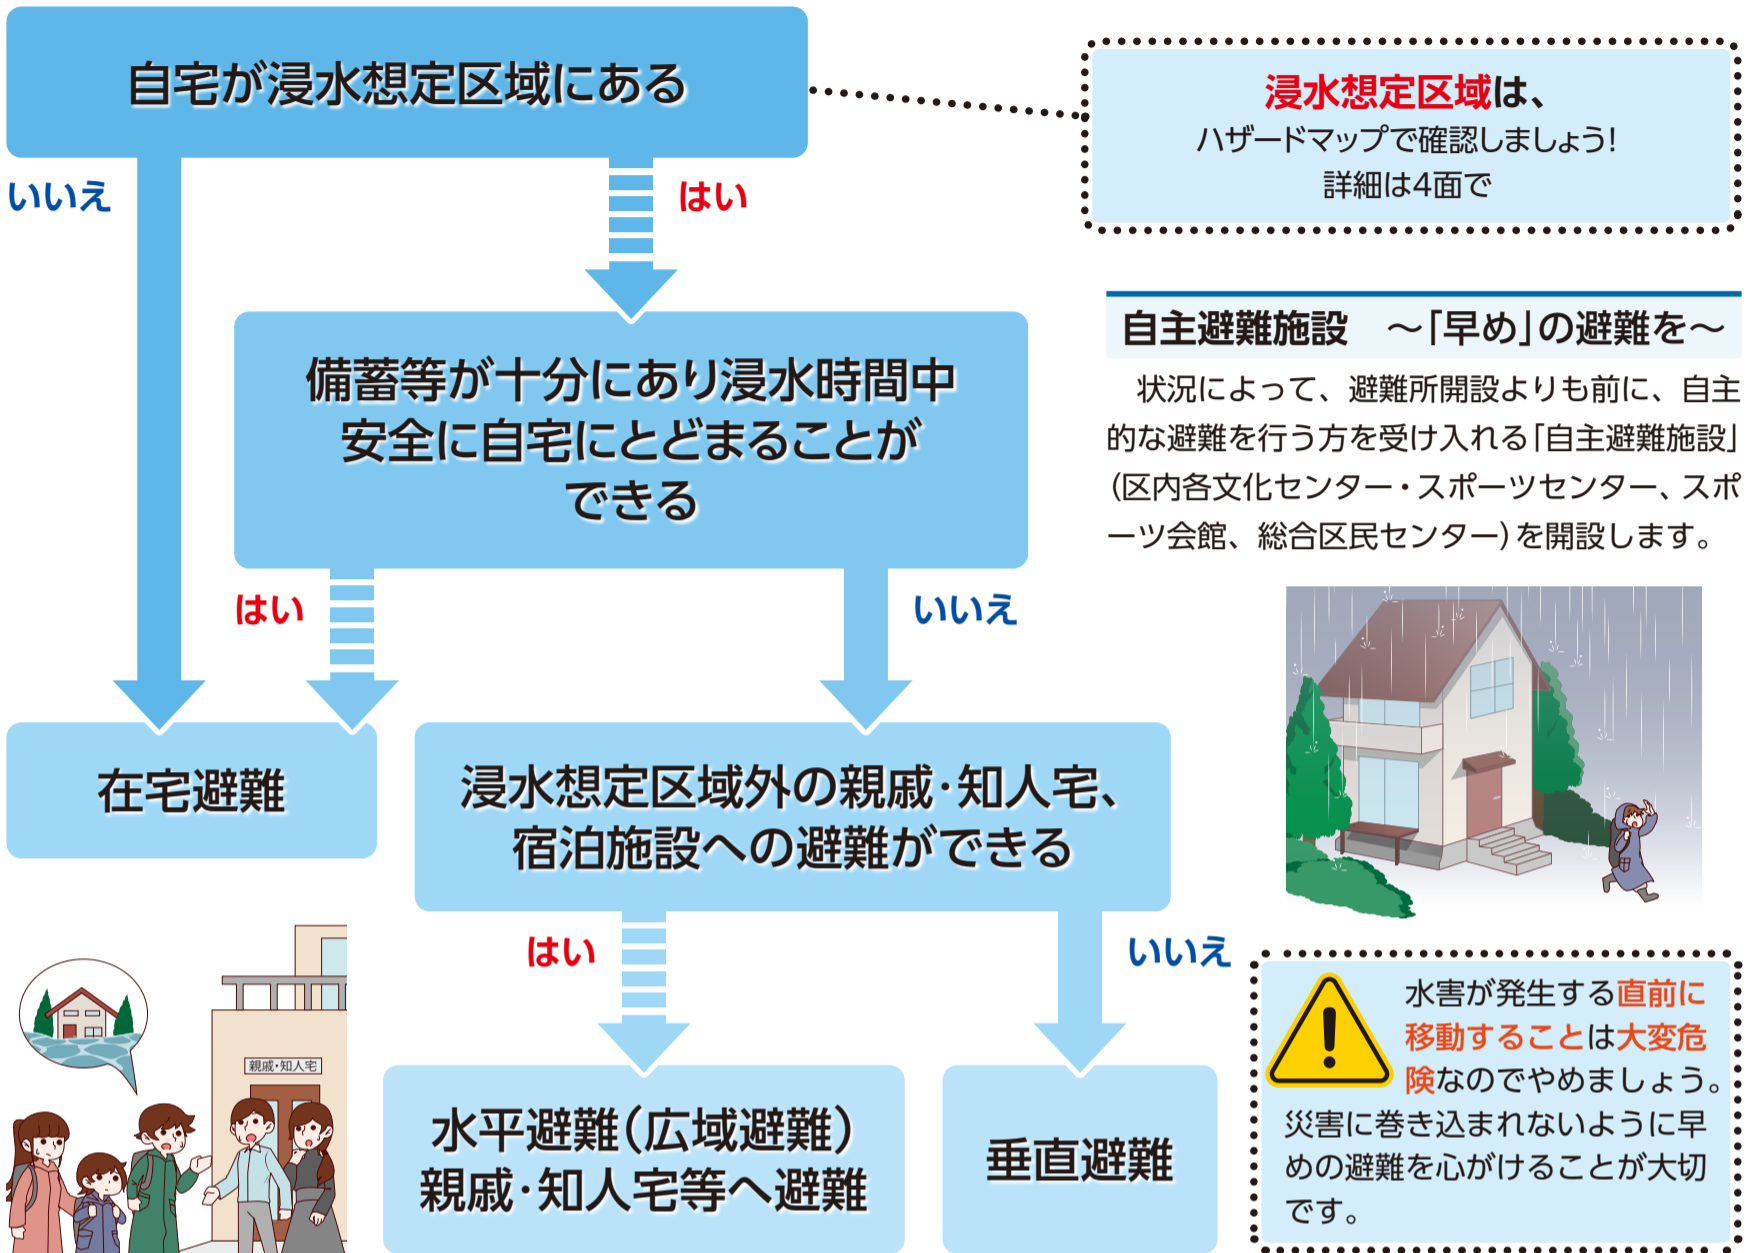 自宅が浸水想定区域にある
浸水想定区域は、
ハザードマップで確認しましょう!
詳細は4面で
いいえ
はい
備蓄等が十分にあり浸水時間中
安全に自宅にとどまることが
できる
自主避難施設　～「早め」の避難を～
状況によって、避難所開設よりも前に、自主
的な避難を行う方を受け入れる「自主避難施設」
(区内各文化センター・スポーツセンター、スポ
ーツ会館、総合区民センター)を開設します。
はい
いいえ
在宅避難
浸水想定区域外の親戚・知人宅、
宿泊施設への避難ができる
はい
いいえ
親戚・知人宅
水平避難(広域避難)
親戚・知人宅等へ避難
垂直避難
水害が発生する直前に
移動することは大変危
険なのでやめましょう。
災害に巻き込まれないように早
めの避難を心がけることが大切
です。